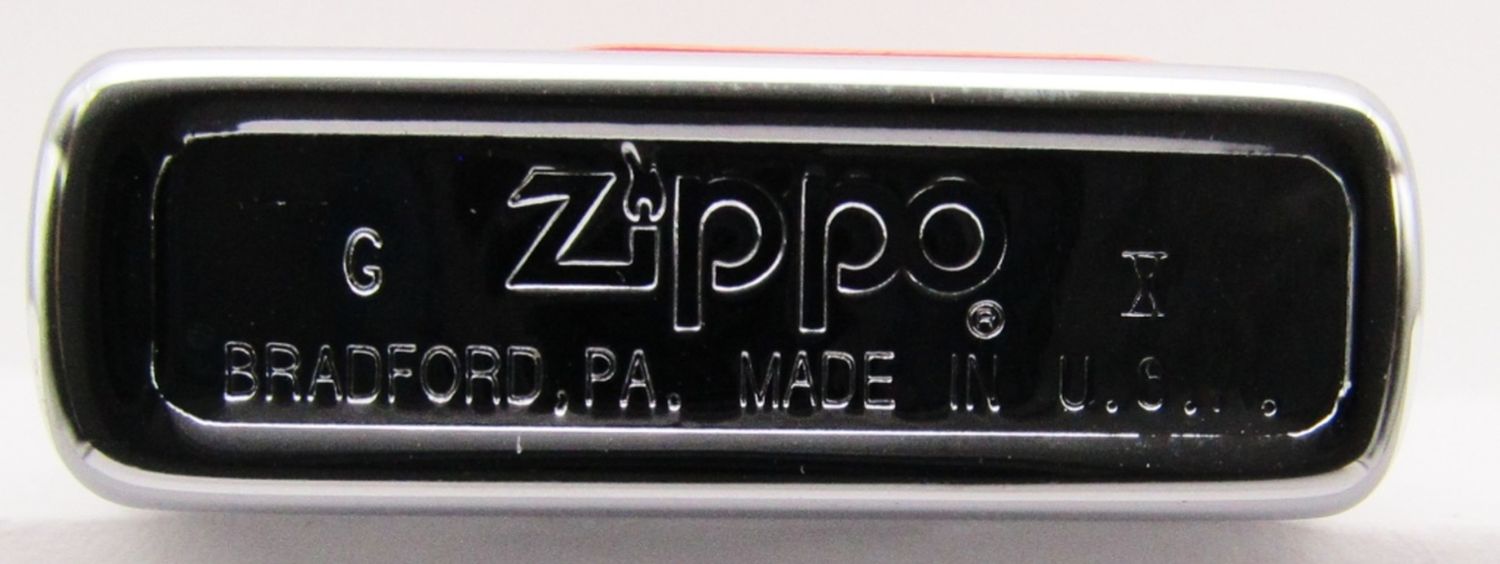 Zippo®
G X
BRADFORD, PA. MADE IN U.S.A.